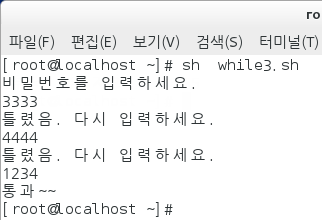 ro
파일(F) 편집(E) 보기(V) 검색(S) 터미널(T)
[root@localhost ~]# sh while3.sh
비밀번호를 입력하세요.
3333
틀렸음. 다시 입력하세요.
4444
틀렸음. 다시 입력하세요.
1234
통과~~
[root@localhost ~]#